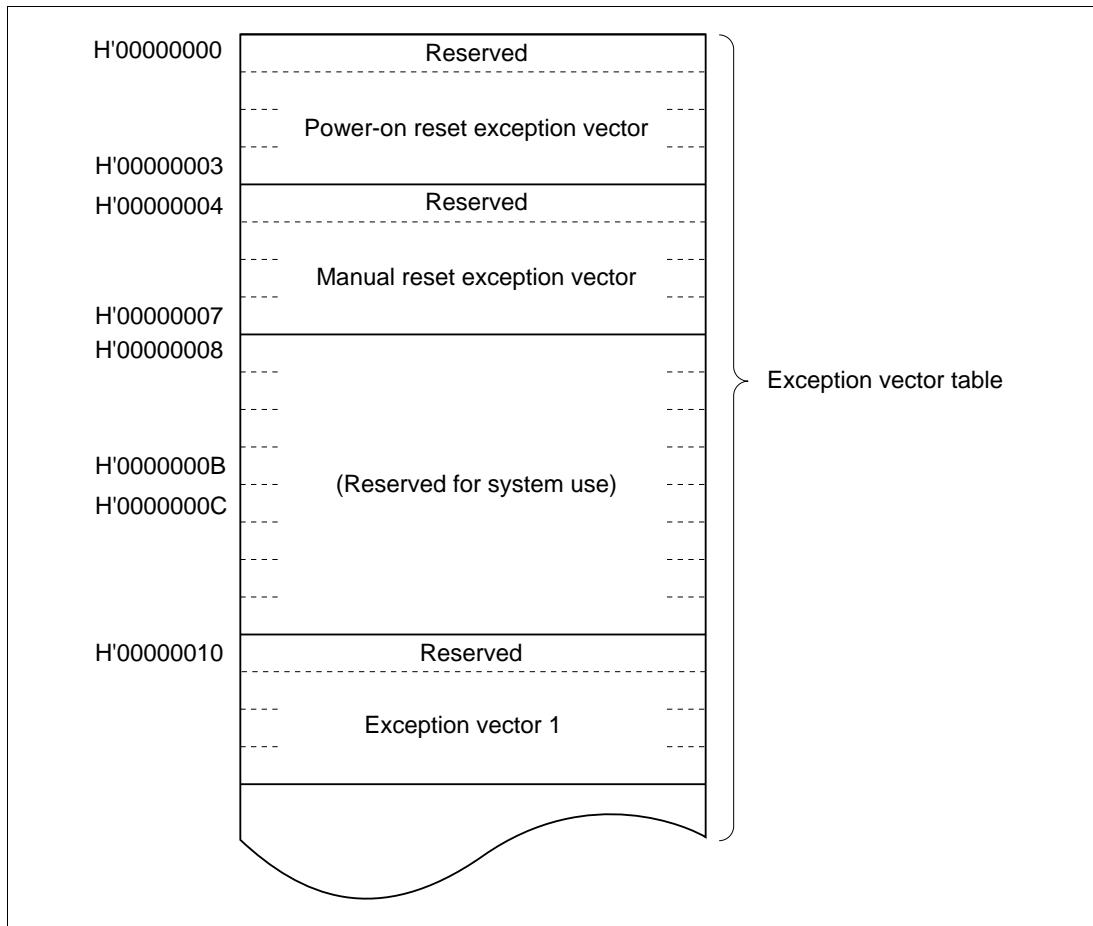 H'00000000
Reserved
Power-on reset exception vector
H'00000003
H'00000004
Reserved
Manual reset exception vector
H'00000007
H'00000008
Exception vector table
H'0000000B
(Reserved for system use)
H'0000000C
H'00000010
Reserved
Exception vector 1